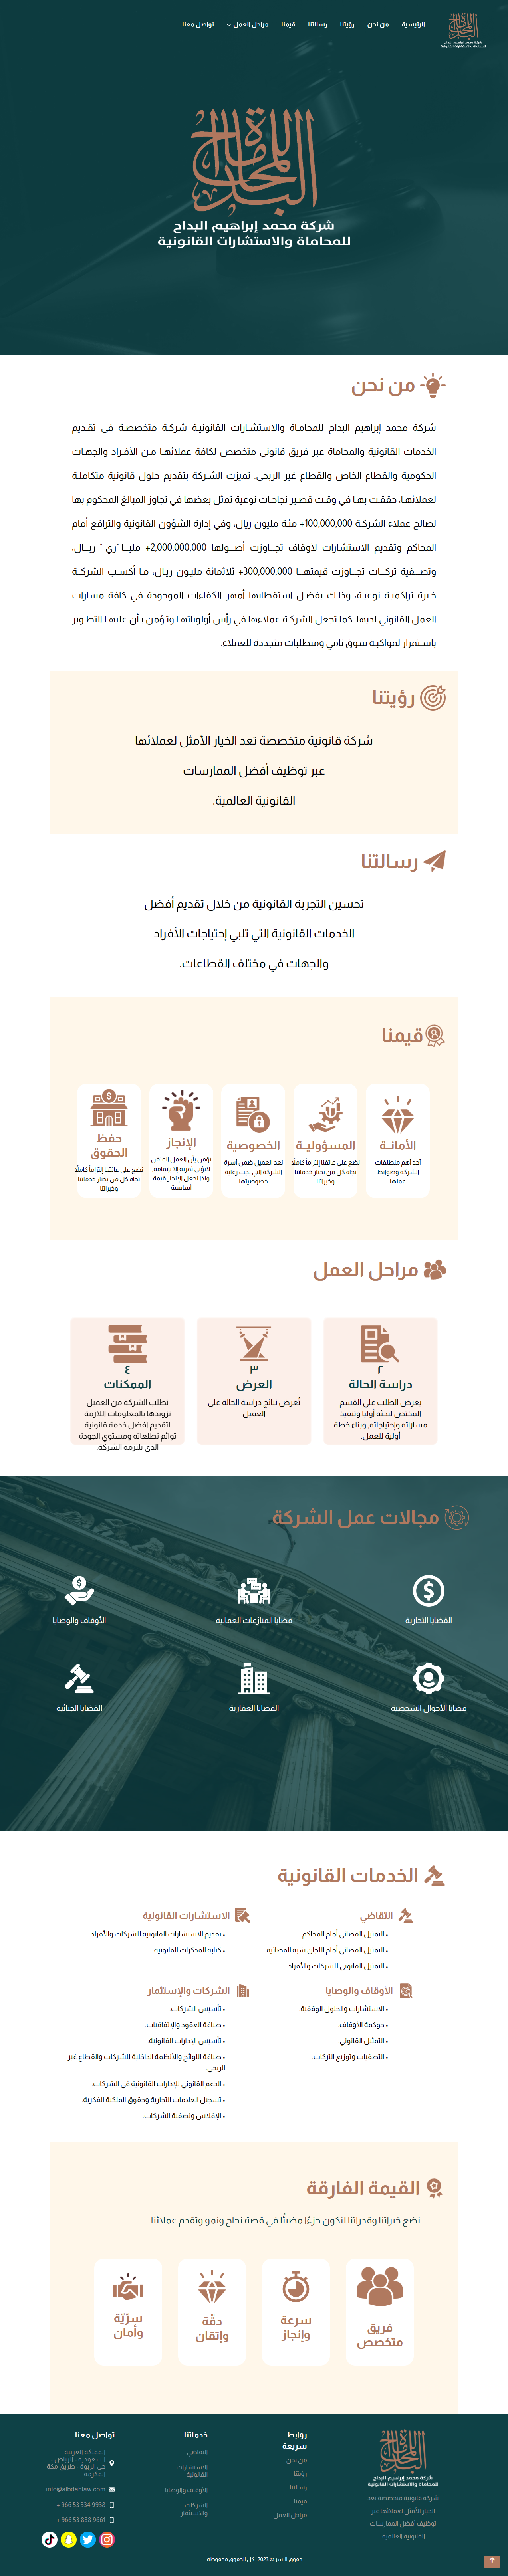 الرئيسية
من نحن
رؤيتنا
رسالتنا
قيمنا
مراحل العمل
تواصل معنا
شركة محمد إبراهيم البداح
للمحاماة والاستشارات القانونية
شركة محمد إبراهيم البداح
للمحاماة والاستشارات القانونية
من نحن
شركة محمد إبراهيم البداح للمحاماة والاستشارات القانونية شركة متخصصة في تقديم
الخدمات القانونية والمحاماة عبر فريق قانوني متخصص لكافة عملائها من الأفراد والجهات
الحكومية والقطاع الخاص والقطاع غير الربحي. تميزت الشركة بتقديم حلول قانونية متكاملة
لعملائها، حققت بها في وقت قصير نجاحات نوعية تمثل بعضها في تجاوز المبالغ المحكوم بها
لصالح عملاء الشركة 100,000,000+ مئة مليون ريال، وفي إدارة الشؤون القانونية والترافع أمام
المحاكم وتقديم الاستشارات لأوقاف تجاوزت أصولها 2,000,000,000+ ريال،
وتصفية تركات تجاوزت قيمتها 300,000,000+ ثلاثمائة مليون ريال، ما أكسب الشركة
خبرة تراكمية نوعية، وذلك بفضل استقطابها أمهر الكفاءات الموجودة في كافة مسارات
العمل القانوني لديها. كما تجعل الشركة عملاءها في رأس أولوياتها وتؤمن بأن عليها التطوير
باستمرار لمواكبة سوق نامي ومتطلبات متجددة للعملاء.
رؤيتنا
شركة قانونية متخصصة تعد الخيار الأمثل لعملائها
عبر توظيف أفضل الممارسات
القانونية العالمية.
رسالتنا
تحسين التجربة القانونية من خلال تقديم أفضل
الخدمات القانونية التي تلبي إحتياجات الأفراد
والجهات في مختلف القطاعات.
قيمنا
الأمانة
أحد أهم منطلقات
الشركة وضوابط
عملها
المسؤولية
نضع على عاتقنا إلتزاماً كاملاً
تجاه كل من يختار خدماتنا
وخبراتنا
الخصوصية
تعد العميل ضمن أسرة
الشركة التي يجب رعاية
خصوصيتها
الإنجاز
نؤمن بأن العمل المتقن
لايؤتي ثمرته إلا بإتمامه،
ولذا نجعل الإنجاز قيمة
أساسية
حفظ
الحقوق
نضع على عاتقنا إلتزاماً كاملاً
تجاه كل من يختار خدماتنا
وخبراتنا
مراحل العمل
٢
دراسة الحالة
يعرض الطلب علي القسم
المختص لبحثه أوليا وتنفيذ
مساراته وإحتياجاته، وبناء خطة
أولية للعمل.
٣
العرض
تُعرض نتائج دراسة الحالة على
العميل
٤
الممكنات
تطلب الشركة من العميل
تزويدها بالمعلومات اللازمة
لتقديم افضل خدمة قانونية
توائم تطلعاته ومستوي الجودة
الذي تلتزمه الشركة.
مجالات عمل الشركة
القضايا التجارية
قضايا المنازعات العمالية
الأوقاف والوصايا
قضايا الأحوال الشخصية
القضايا العقارية
القضايا الجنائية
الخدمات القانونية
التقاضي
• التمثيل القضائي أمام المحاكم.
• التمثيل القضائي أمام اللجان شبه القضائية.
• التمثيل القانوني للشركات والأفراد.
الاستشارات القانونية
• تقديم الاستشارات القانونية للشركات والأفراد.
• كتابة المذكرات القانونية
الأوقاف والوصايا
• الاستشارات والحلول الوقفية.
• حوكمة الأوقاف.
• التمثيل القانوني.
• التصفيات وتوزيع التركات.
الشركات والإستثمار
• تأسيس الشركات.
• صياغة العقود والإتفاقيات.
• تأسيس الإدارات القانونية.
• صياغة اللوائح والأنظمة الداخلية للشركات والقطاع غير
الربحي.
• الدعم القانوني للإدارات القانونية في الشركات.
• تسجيل العلامات التجارية وحقوق الملكية الفكرية.
• الإفلاس وتصفية الشركات.
القيمة الفارقة
نضع خبراتنا وقدراتنا لنكون جزءًا مضيئًا في قصة نجاح ونمو وتقدم عملائنا.
فريق
متخصص
سرعة
وإنجاز
دقّة
وإتقان
سرّيّة
وأمان
شركة محمد إبراهيم البداح
للمحاماة والاستشارات القانونية
شركة قانونية متخصصة تعد
الخيار الأمثل لعملائها عبر
توظيف أفضل الممارسات
القانونية العالمية.
روابط
سريعة
من نحن
رؤيتنا
رسالتنا
قيمنا
مراحل العمل
خدماتنا
التقاضي
الاستشارات
القانونية
الأوقاف والوصايا
الشركات
والاستثمار
تواصل معنا
المملكة العربية
السعودية - الرياض -
حي الربوة - طريق مكة
المكرمة
info@albdahlaw.com
+ 966 53 334 9938
+ 966 53 888 9661
حقوق النشر © 2023 , كل الحقوق محفوظة.